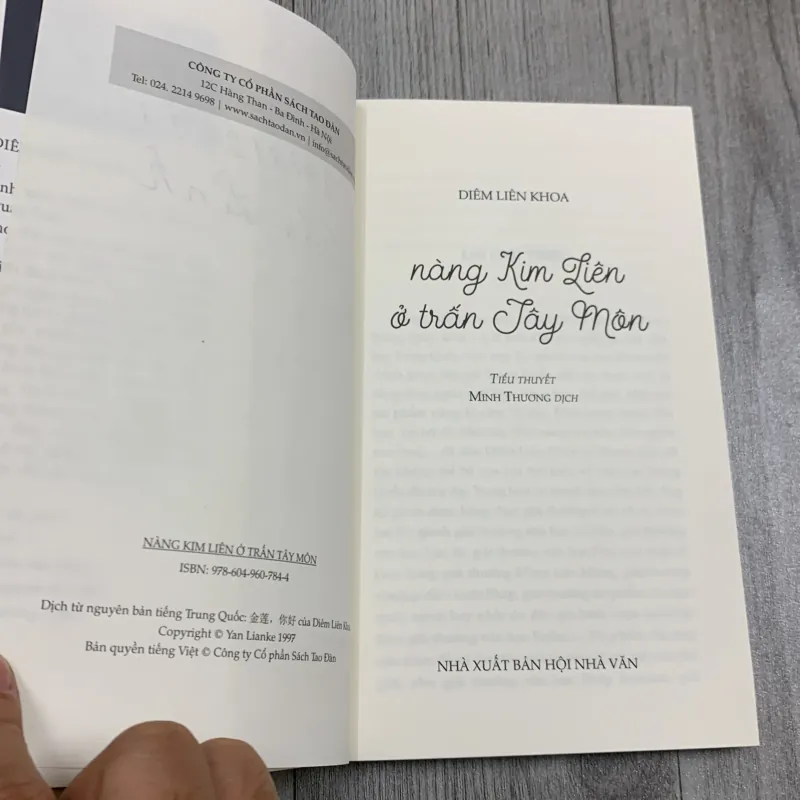 CÔNG TY CỔ PHẦN SÁCH TAO ĐÀN
12C Hàng Than - Ba Đình - Hà Nội
Tel: 024. 2214 9698 | www.sachtaodan.vn |
NÀNG KIM LIÊN Ở TRẤN TÂY MÔN
ISBN: 978-604-960-784-4
Dịch từ nguyên bản tiếng Trung Quốc: 金莲，你好 của Diêm Liên Khoa
Copyright © Yan Lianke 1997
Bản quyền tiếng Việt © Công ty Cổ phần Sách Tao Đàn
DIÊM LIÊN KHOA
nàng Kim Liên
ở trấn Tây Môn
TIỂU THUYẾT
MINH THƯƠNG DỊCH
NHÀ XUẤT BẢN HỘI NHÀ VĂN